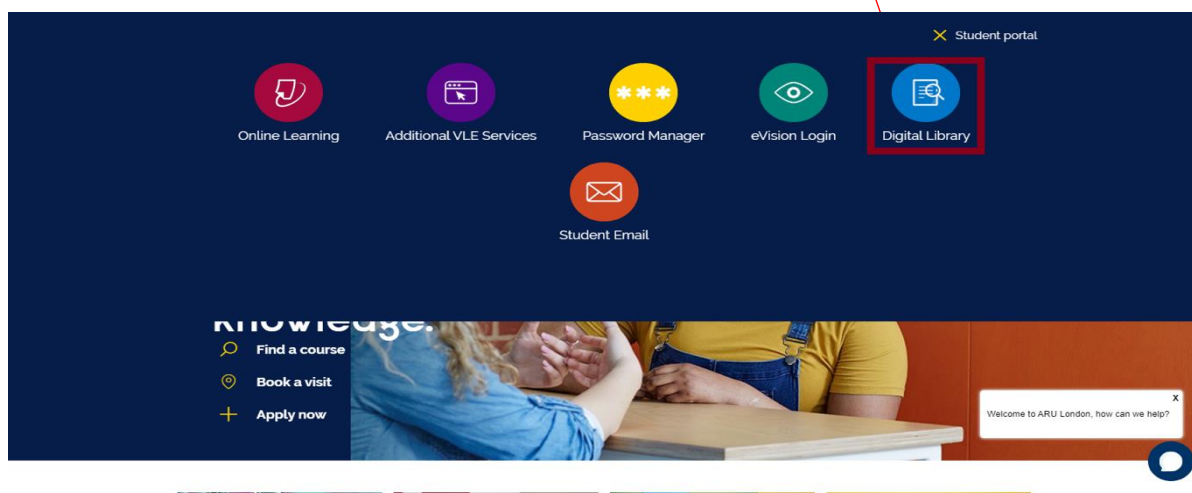 Student portal
Online Learning
Additional VLE Services
***
Password Manager
eVision Login
Digital Library
Student Email
knowledge.
Find a course
Book a visit
Apply now
X
Welcome to ARU London, how can we help?